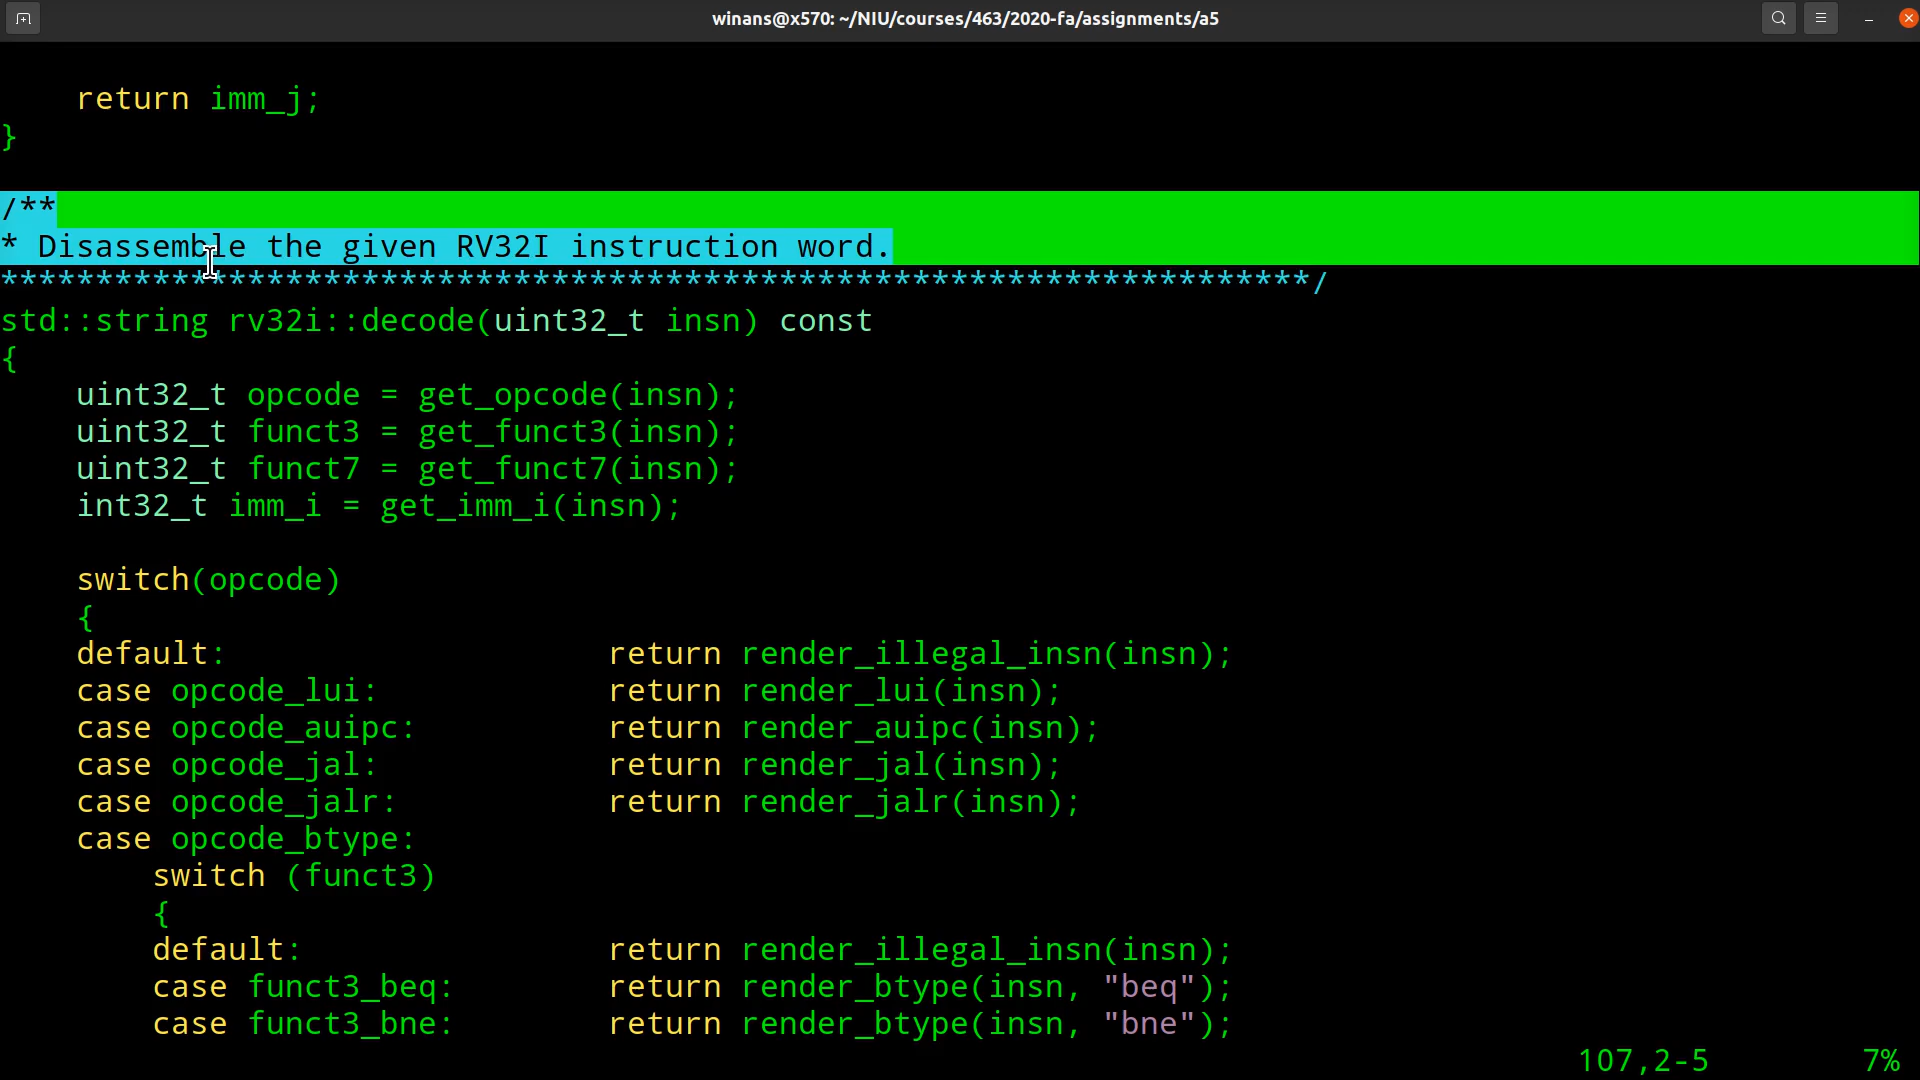 winans@x570: ~/NIU/courses/463/2020-fa/assignments/a5
    return imm_j;
}
/**
* Disassemble the given RV32I instruction word.
**********************************************************************/
std::string rv32i::decode(uint32_t insn) const
{
    uint32_t opcode = get_opcode(insn);
    uint32_t funct3 = get_funct3(insn);
    uint32_t funct7 = get_funct7(insn);
    int32_t imm_i = get_imm_i(insn);
    switch(opcode)
    {
    default:                    return render_illegal_insn(insn);
    case opcode_lui:            return render_lui(insn);
    case opcode_auipc:          return render_auipc(insn);
    case opcode_jal:            return render_jal(insn);
    case opcode_jalr:           return render_jalr(insn);
    case opcode_btype:
        switch (funct3)
        {
        default:                return render_illegal_insn(insn);
        case funct3_beq:        return render_btype(insn, "beq");
        case funct3_bne:        return render_btype(insn, "bne");
107,2-5        7%